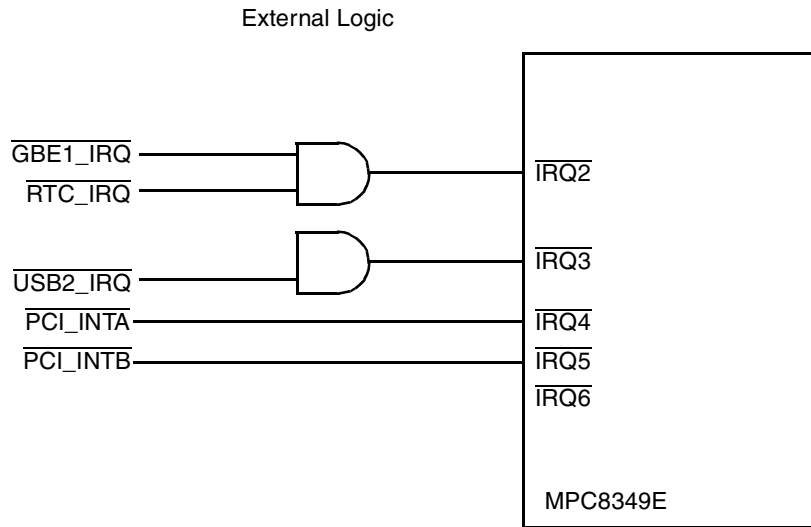 External Logic
GBE1_IRQ
RTC_IRQ
IRQ2
USB2_IRQ
IRQ3
PCI_INTA
IRQ4
PCI_INTB
IRQ5
IRQ6
MPC8349E